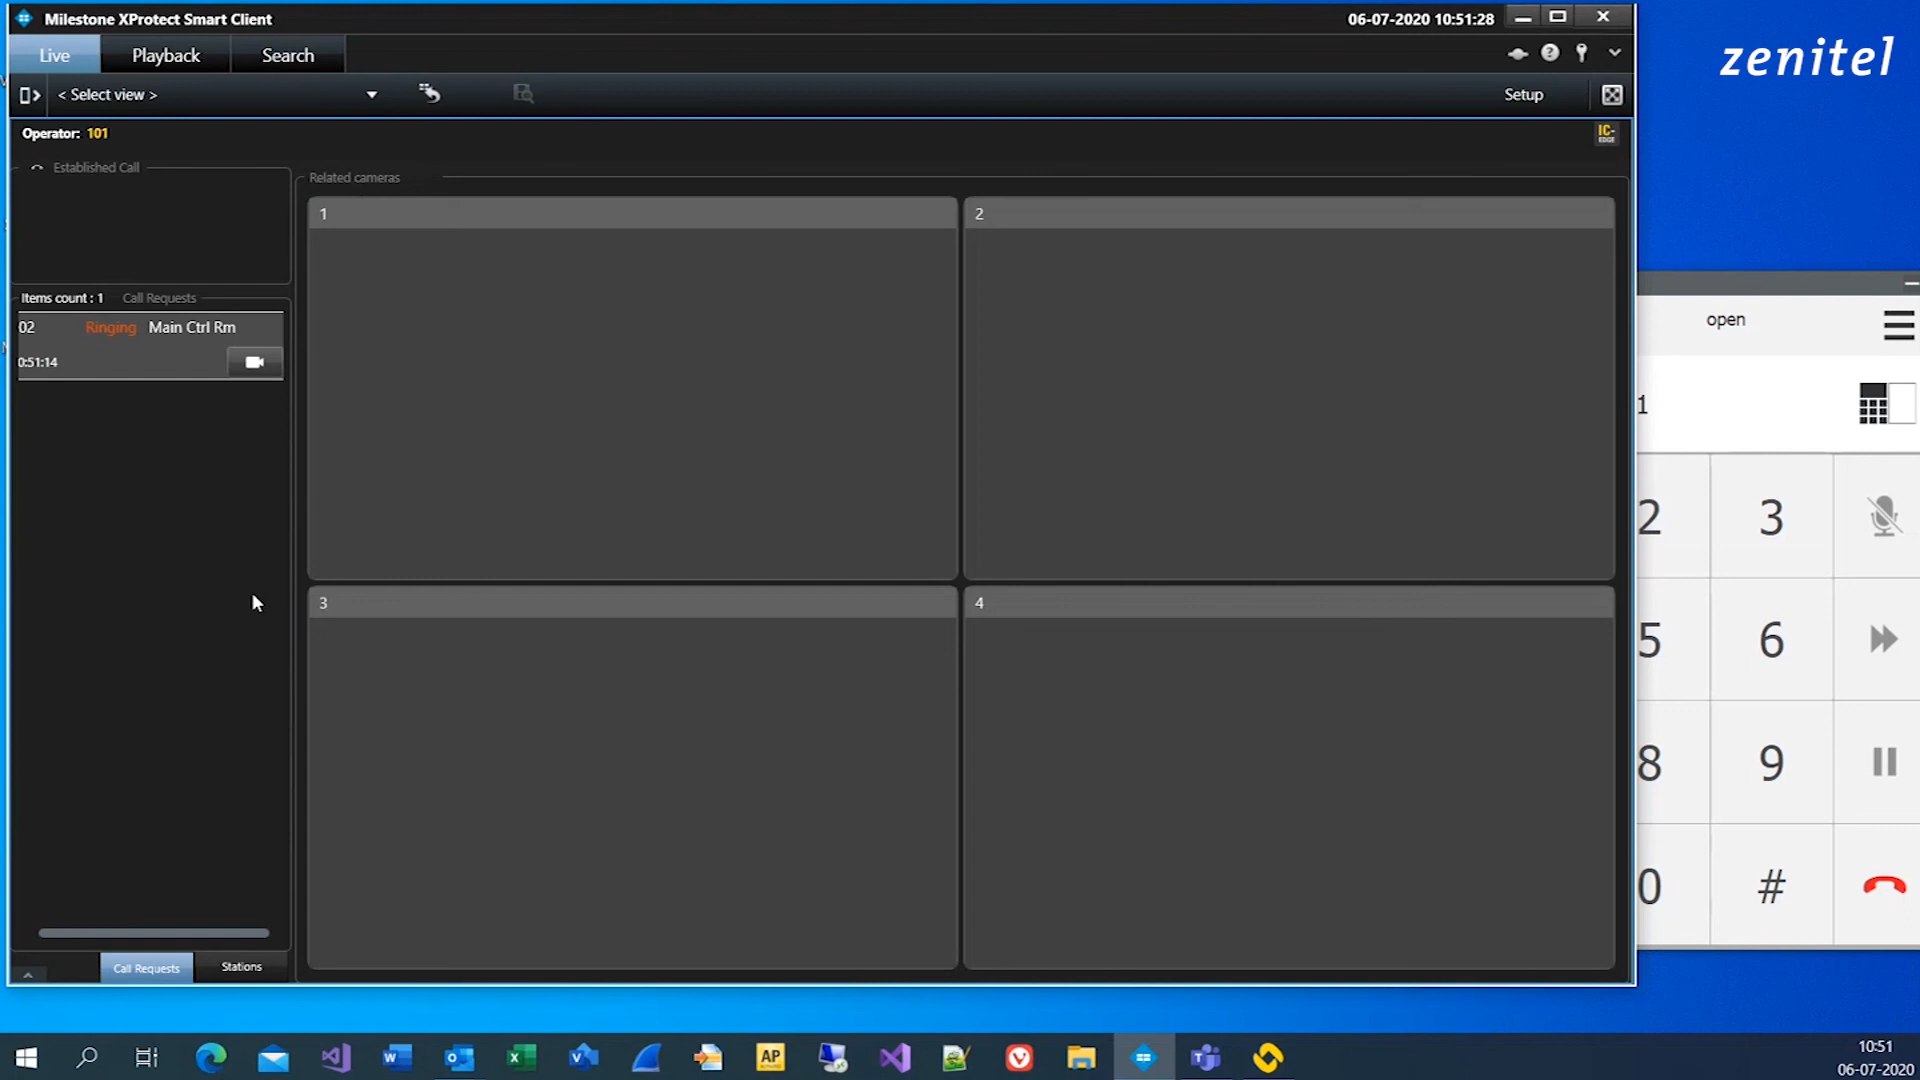 Milestone XProtect Smart Client
06-07-2020 10:51:28
zenitel
Live
Playback
Search
< Select view >
Setup
Operator: 101
IC-
EDGE
Established Call
Related cameras
1
2
Items count : 1
Call Requests
02
Ringing
Main Ctrl Rm
0:51:14
open
1
2
3
5
6
3
4
8
9
0
#
Call Requests
Stations
10:51
06-07-2020